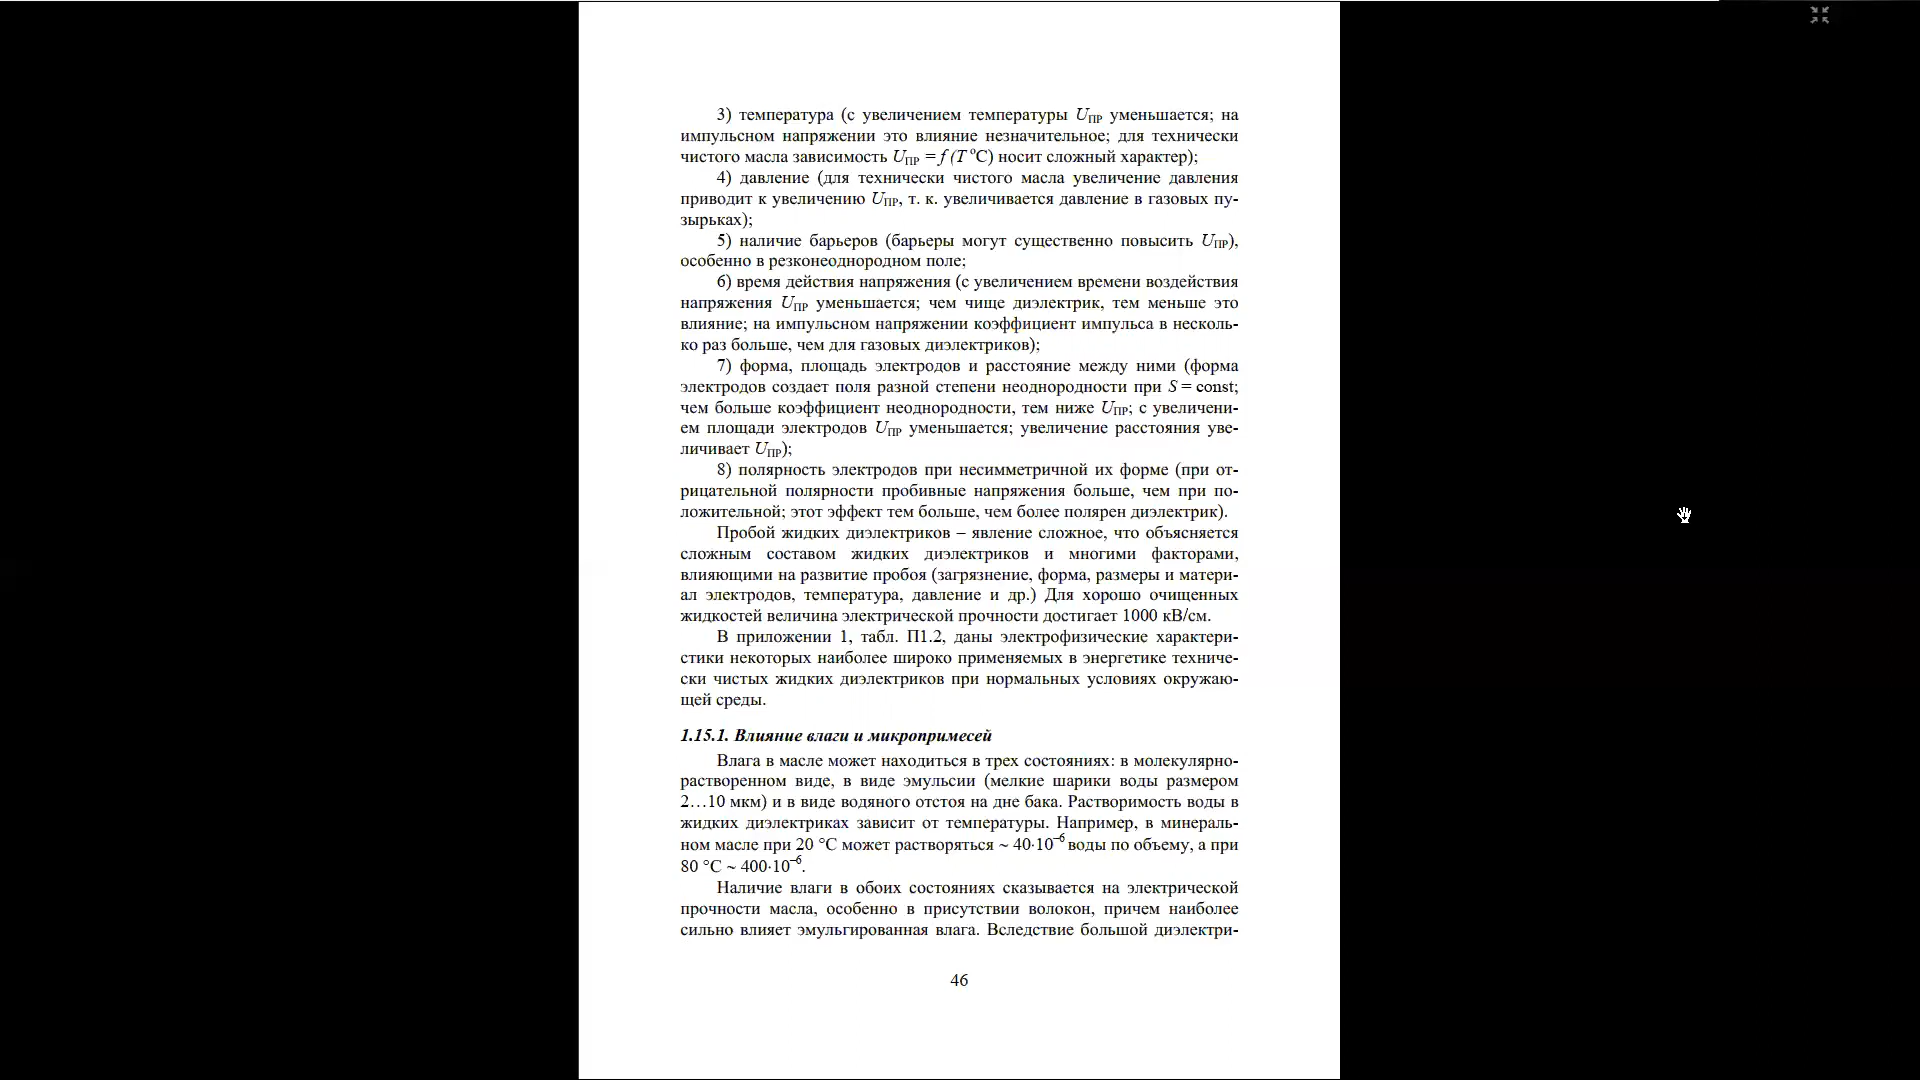 3) температура (с увеличением температуры UПР уменьшается; на
импульсном напряжении это влияние незначительное; для технически
чистого масла зависимость UПР = f (T ºC) носит сложный характер);
4) давление (для технически чистого масла увеличение давления
приводит к увеличению UПР, т. к. увеличивается давление в газовых пу-
зырьках);
5) наличие барьеров (барьеры могут существенно повысить UПР),
особенно в резконеоднородном поле;
6) время действия напряжения (с увеличением времени воздействия
напряжения UПР уменьшается; чем чище диэлектрик, тем меньше это
влияние; на импульсном напряжении коэффициент импульса в несколь-
ко раз больше, чем для газовых диэлектриков);
7) форма, площадь электродов и расстояние между ними (форма
электродов создает поля разной степени неоднородности при S = const;
чем больше коэффициент неоднородности, тем ниже UПР; с увеличени-
ем площади электродов UПР уменьшается; увеличение расстояния уве-
личивает UПР);
8) полярность электродов при несимметричной их форме (при от-
рицательной полярности пробивные напряжения больше, чем при по-
ложительной; этот эффект тем больше, чем более полярен диэлектрик).
Пробой жидких диэлектриков – явление сложное, что объясняется
сложным составом жидких диэлектриков и многими факторами,
влияющими на развитие пробоя (загрязнение, форма, размеры и матери-
ал электродов, температура, давление и др.) Для хорошо очищенных
жидкостей величина электрической прочности достигает 1000 кВ/см.
В приложении 1, табл. П1.2, даны электрофизические характери-
стики некоторых наиболее широко применяемых в энергетике техниче-
ски чистых жидких диэлектриков при нормальных условиях окружаю-
щей среды.
1.15.1. Влияние влаги и микропримесей
Влага в масле может находиться в трех состояниях: в молекулярно-
растворенном виде, в виде эмульсии (мелкие шарики воды размером
2…10 мкм) и в виде водяного отстоя на дне бака. Растворимость воды в
жидких диэлектриках зависит от температуры. Например, в минераль-
ном масле при 20 °C может растворяться ~ 40·10⁻⁶ воды по объему, а при
80 °C ~ 400·10⁻⁶.
Наличие влаги в обоих состояниях сказывается на электрической
прочности масла, особенно в присутствии волокон, причем наиболее
сильно влияет эмульгированная влага. Вследствие большой диэлектри-
46